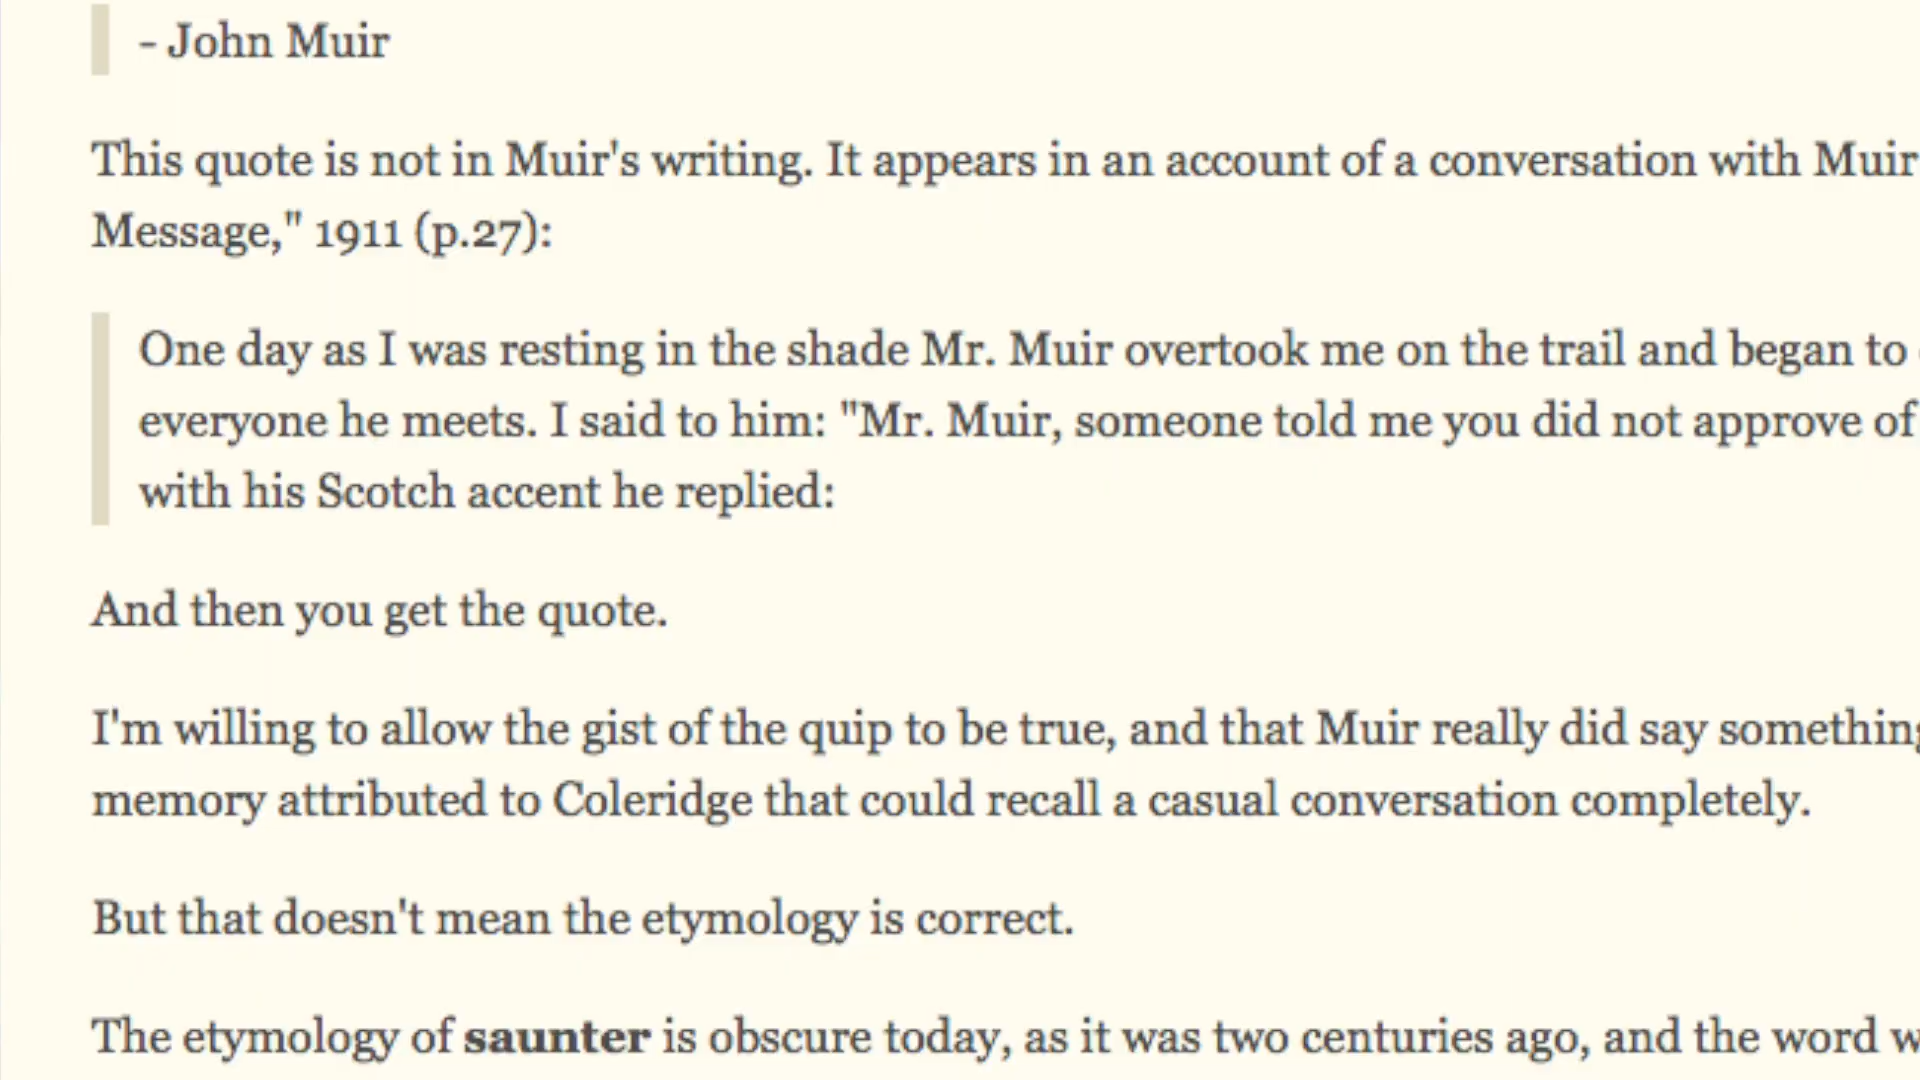 - John Muir
This quote is not in Muir's writing. It appears in an account of a conversation with Muir
Message," 1911 (p.27):
One day as I was resting in the shade Mr. Muir overtook me on the trail and began to
everyone he meets. I said to him: "Mr. Muir, someone told me you did not approve of
with his Scotch accent he replied:
And then you get the quote.
I'm willing to allow the gist of the quip to be true, and that Muir really did say something
memory attributed to Coleridge that could recall a casual conversation completely.
But that doesn't mean the etymology is correct.
The etymology of saunter is obscure today, as it was two centuries ago, and the word